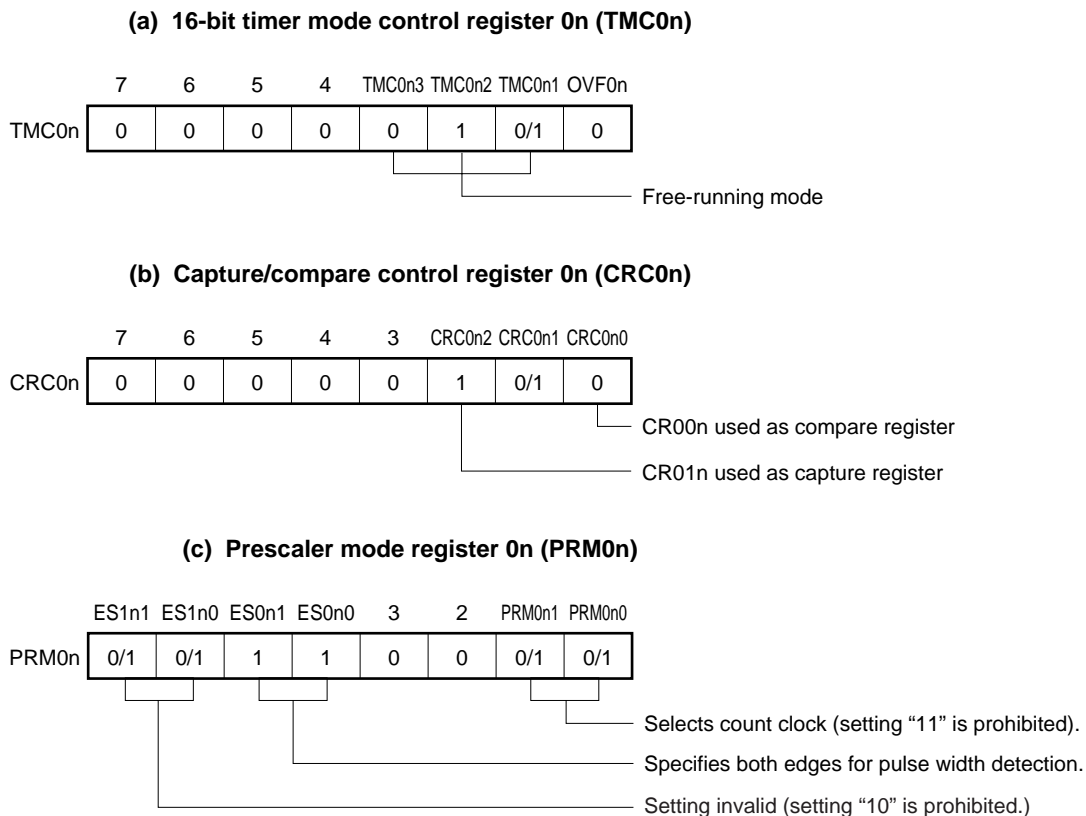 (a) 16-bit timer mode control register 0n (TMC0n)
7 6 5 4 TMC0n3 TMC0n2 TMC0n1 OVF0n
TMC0n 0 0 0 0 0 1 0/1 0
Free-running mode
(b) Capture/compare control register 0n (CRC0n)
7 6 5 4 3 CRC0n2 CRC0n1 CRC0n0
CRC0n 0 0 0 0 0 1 0/1 0
CR00n used as compare register
CR01n used as capture register
(c) Prescaler mode register 0n (PRM0n)
ES1n1 ES1n0 ES0n1 ES0n0 3 2 PRM0n1 PRM0n0
PRM0n 0/1 0/1 1 1 0 0 0/1 0/1
Selects count clock (setting “11” is prohibited).
Specifies both edges for pulse width detection.
Setting invalid (setting “10” is prohibited.)